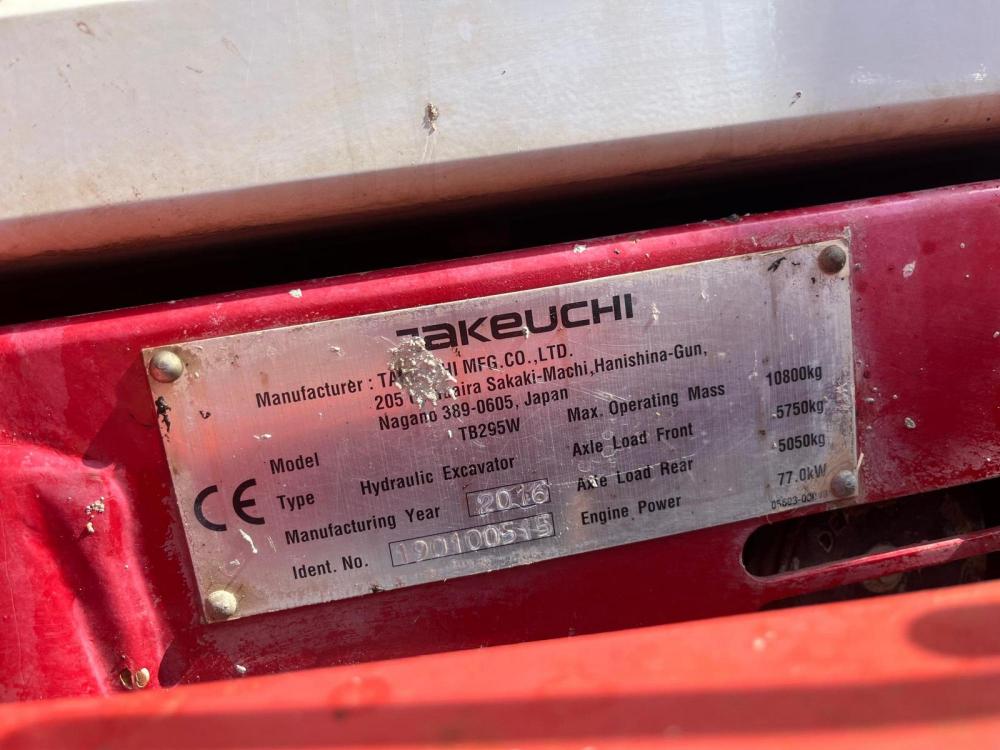 TAKEUCHI
Manufacturer : MFG.CO.,LTD.
205 Sakaki-Machi,Hanishina-Gun,
Nagano 389-0605, Japan
Model TB295W
Type Hydraulic Excavator
Manufacturing Year 2016
Ident. No. 190100515
Max. Operating Mass 10800kg
Axle Load Front 5750kg
Axle Load Rear 5050kg
Engine Power 77.0kW
CE